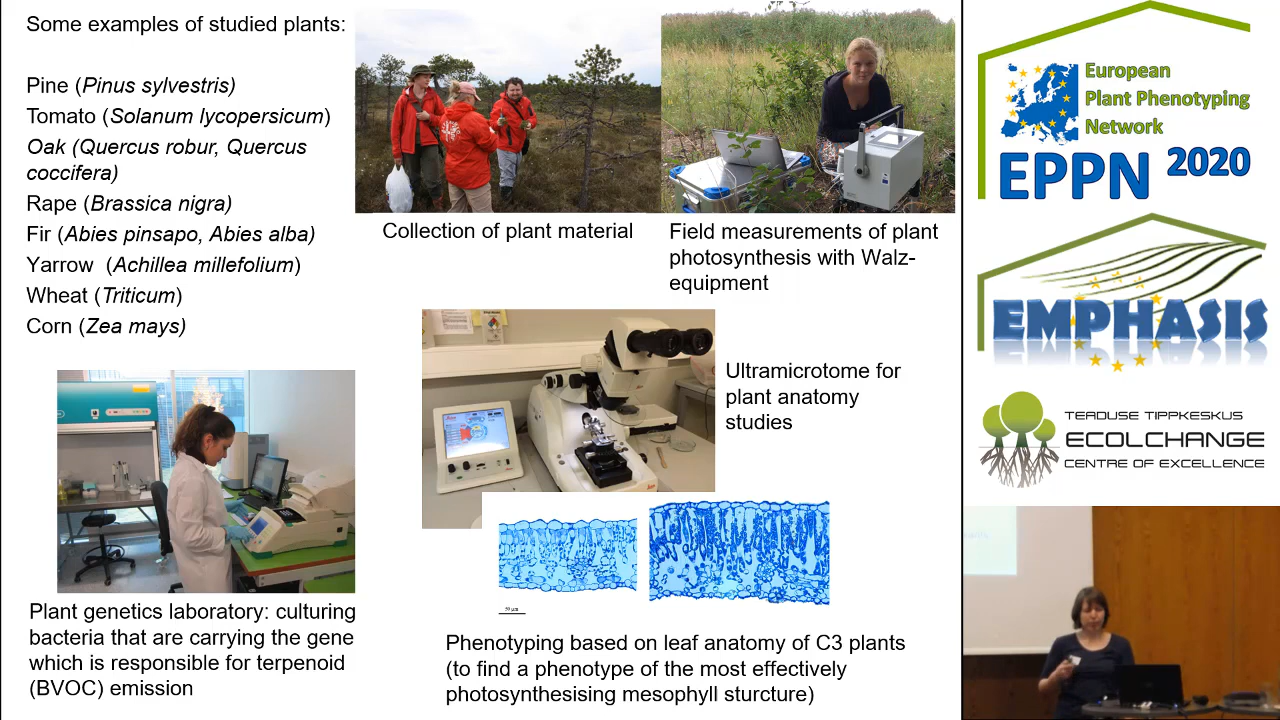 Some examples of studied plants:
Pine (Pinus sylvestris)
Tomato (Solanum lycopersicum)
Oak (Quercus robur, Quercus
coccifera)
Rape (Brassica nigra)
Fir (Abies pinsapo, Abies alba)
Yarrow (Achillea millefolium)
Wheat (Triticum)
Corn (Zea mays)
Collection of plant material
Field measurements of plant
photosynthesis with Walz-
equipment
Ultramicrotome for
plant anatomy
studies
Plant genetics laboratory: culturing
bacteria that are carrying the gene
which is responsible for terpenoid
(BVOC) emission
50 µm
Phenotyping based on leaf anatomy of C3 plants
(to find a phenotype of the most effectively
photosynthesising mesophyll sturcture)
European
Plant Phenotyping
Network
EPPN 2020
EMPHASIS
TEADUSE TIPPKESKUS
ECOLCHANGE
CENTRE OF EXCELLENCE